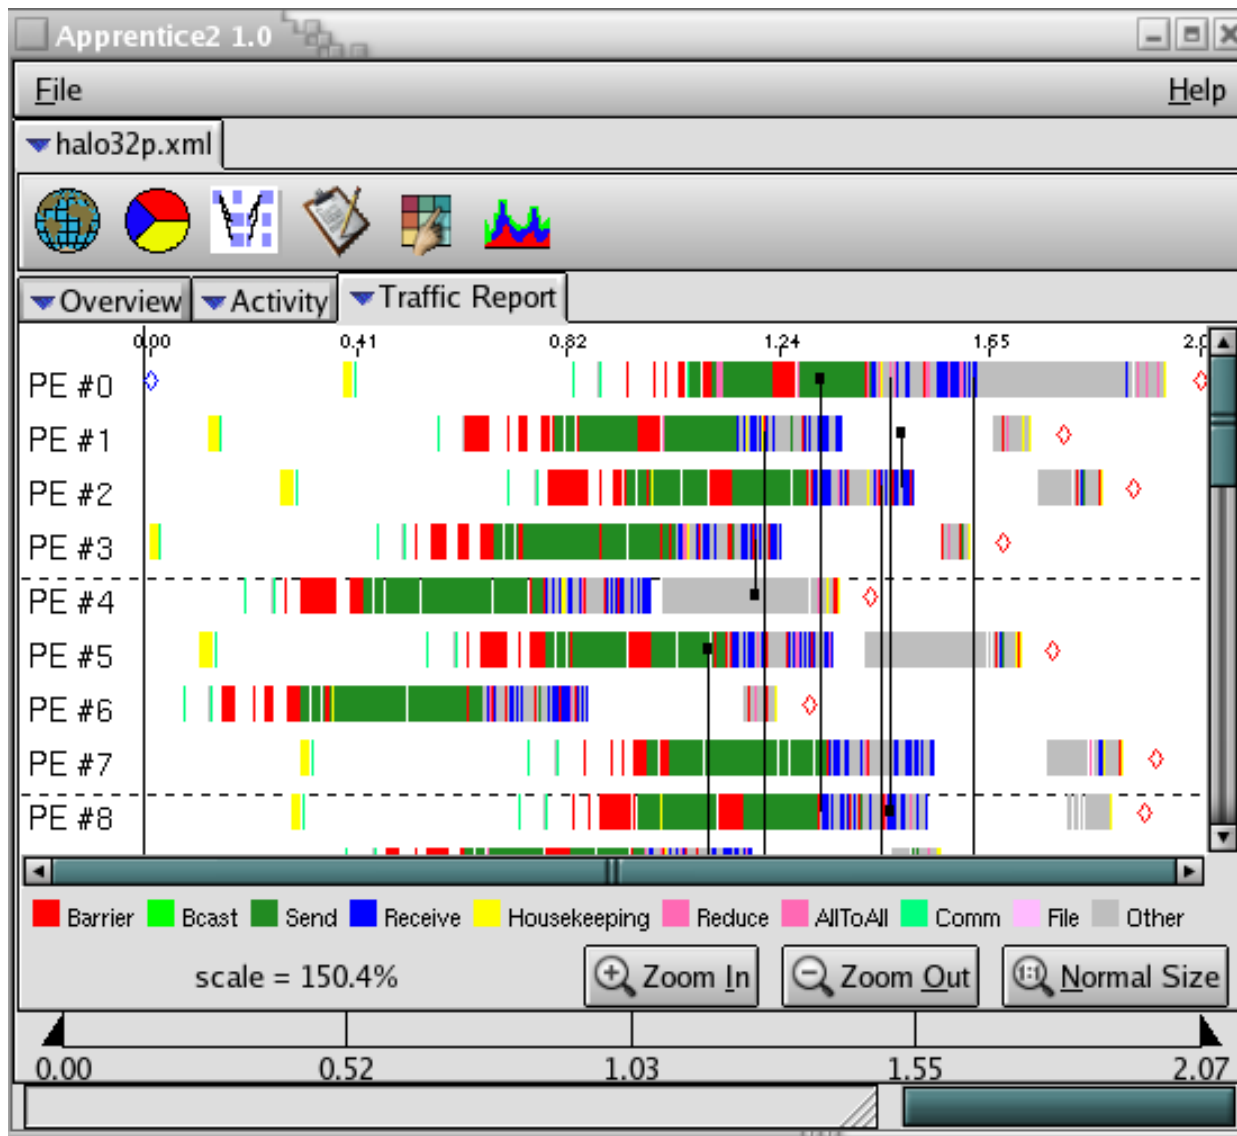 Apprentice2 1.0
File Help
halo32p.xml
Overview Activity Traffic Report
0.00 0.41 0.82 1.24 1.65
PE #0
PE #1
PE #2
PE #3
PE #4
PE #5
PE #6
PE #7
PE #8
Barrier Bcast Send Receive Housekeeping Reduce AllToAll Comm File Other
scale = 150.4% Zoom In Zoom Out 1:1 Normal Size
0.00 0.52 1.03 1.55 2.07